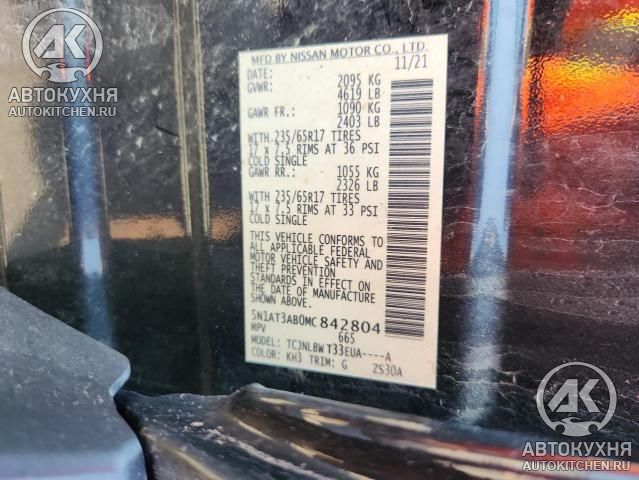 AK
АВТОКУХНЯ
AUTOKITCHEN.RU
MFD BY NISSAN MOTOR CO., LTD.
DATE: 11/21
GVWR: 2095 KG
4619 LB
GAWR FR.: 1090 KG
2403 LB
WITH 235/65R17 TIRES
17 X 7.5 RIMS AT 36 PSI
COLD SINGLE
GAWR RR.: 1055 KG
2326 LB
WITH 235/65R17 TIRES
17 X 7.5 RIMS AT 33 PSI
COLD SINGLE
THIS VEHICLE CONFORMS TO
ALL APPLICABLE FEDERAL
MOTOR VEHICLE SAFETY AND
THEFT PREVENTION
STANDARDS IN EFFECT ON
THE DATE OF MANUFACTURE
SHOWN ABOVE.
5N1AT3AB0MC842804
MPV 665
MODEL: TCJNLBWT33EUA----A
COLOR: KH3 TRIM: G ZS30A
AK
АВТОКУХНЯ
AUTOKITCHEN.RU